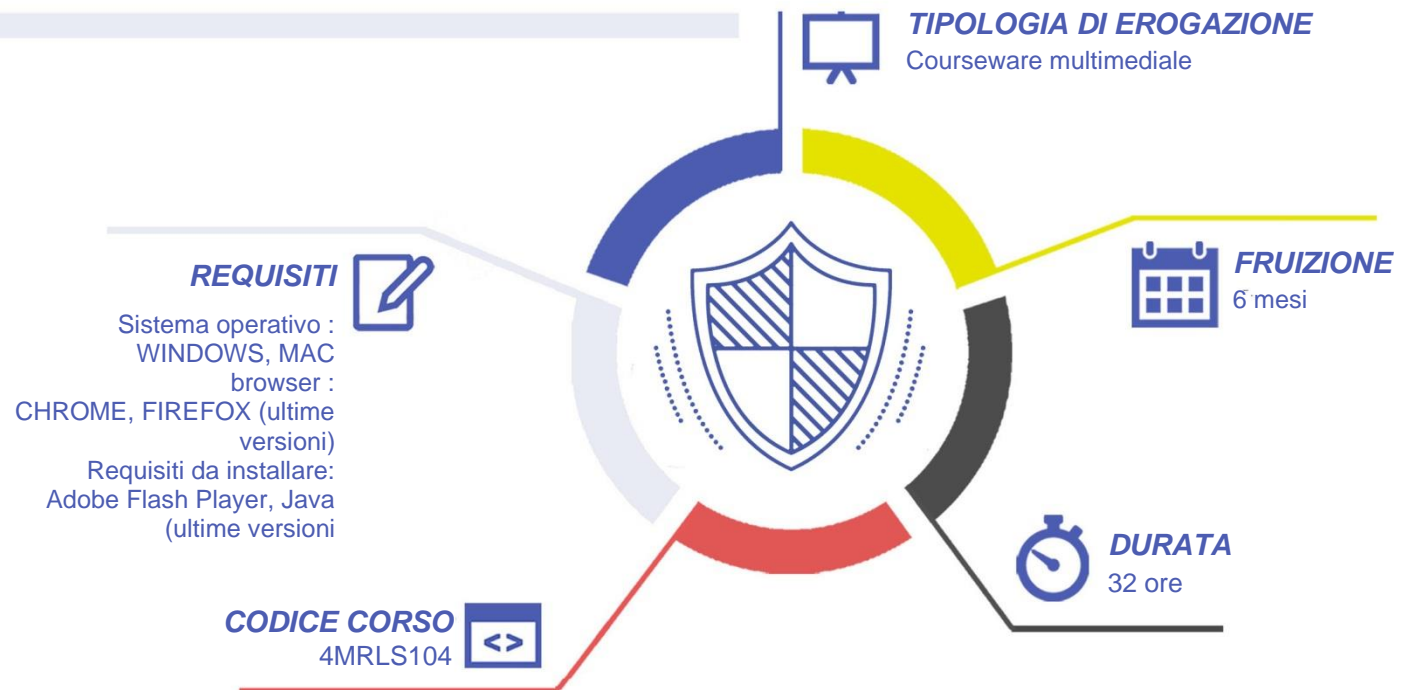 TIPOLOGIA DI EROGAZIONE
Courseware multimediale
REQUISITI
Sistema operativo :
WINDOWS, MAC
browser :
CHROME, FIREFOX (ultime
versioni)
Requisiti da installare:
Adobe Flash Player, Java
(ultime versioni
FRUIZIONE
6 mesi
DURATA
32 ore
CODICE CORSO
4MRLS104
<>